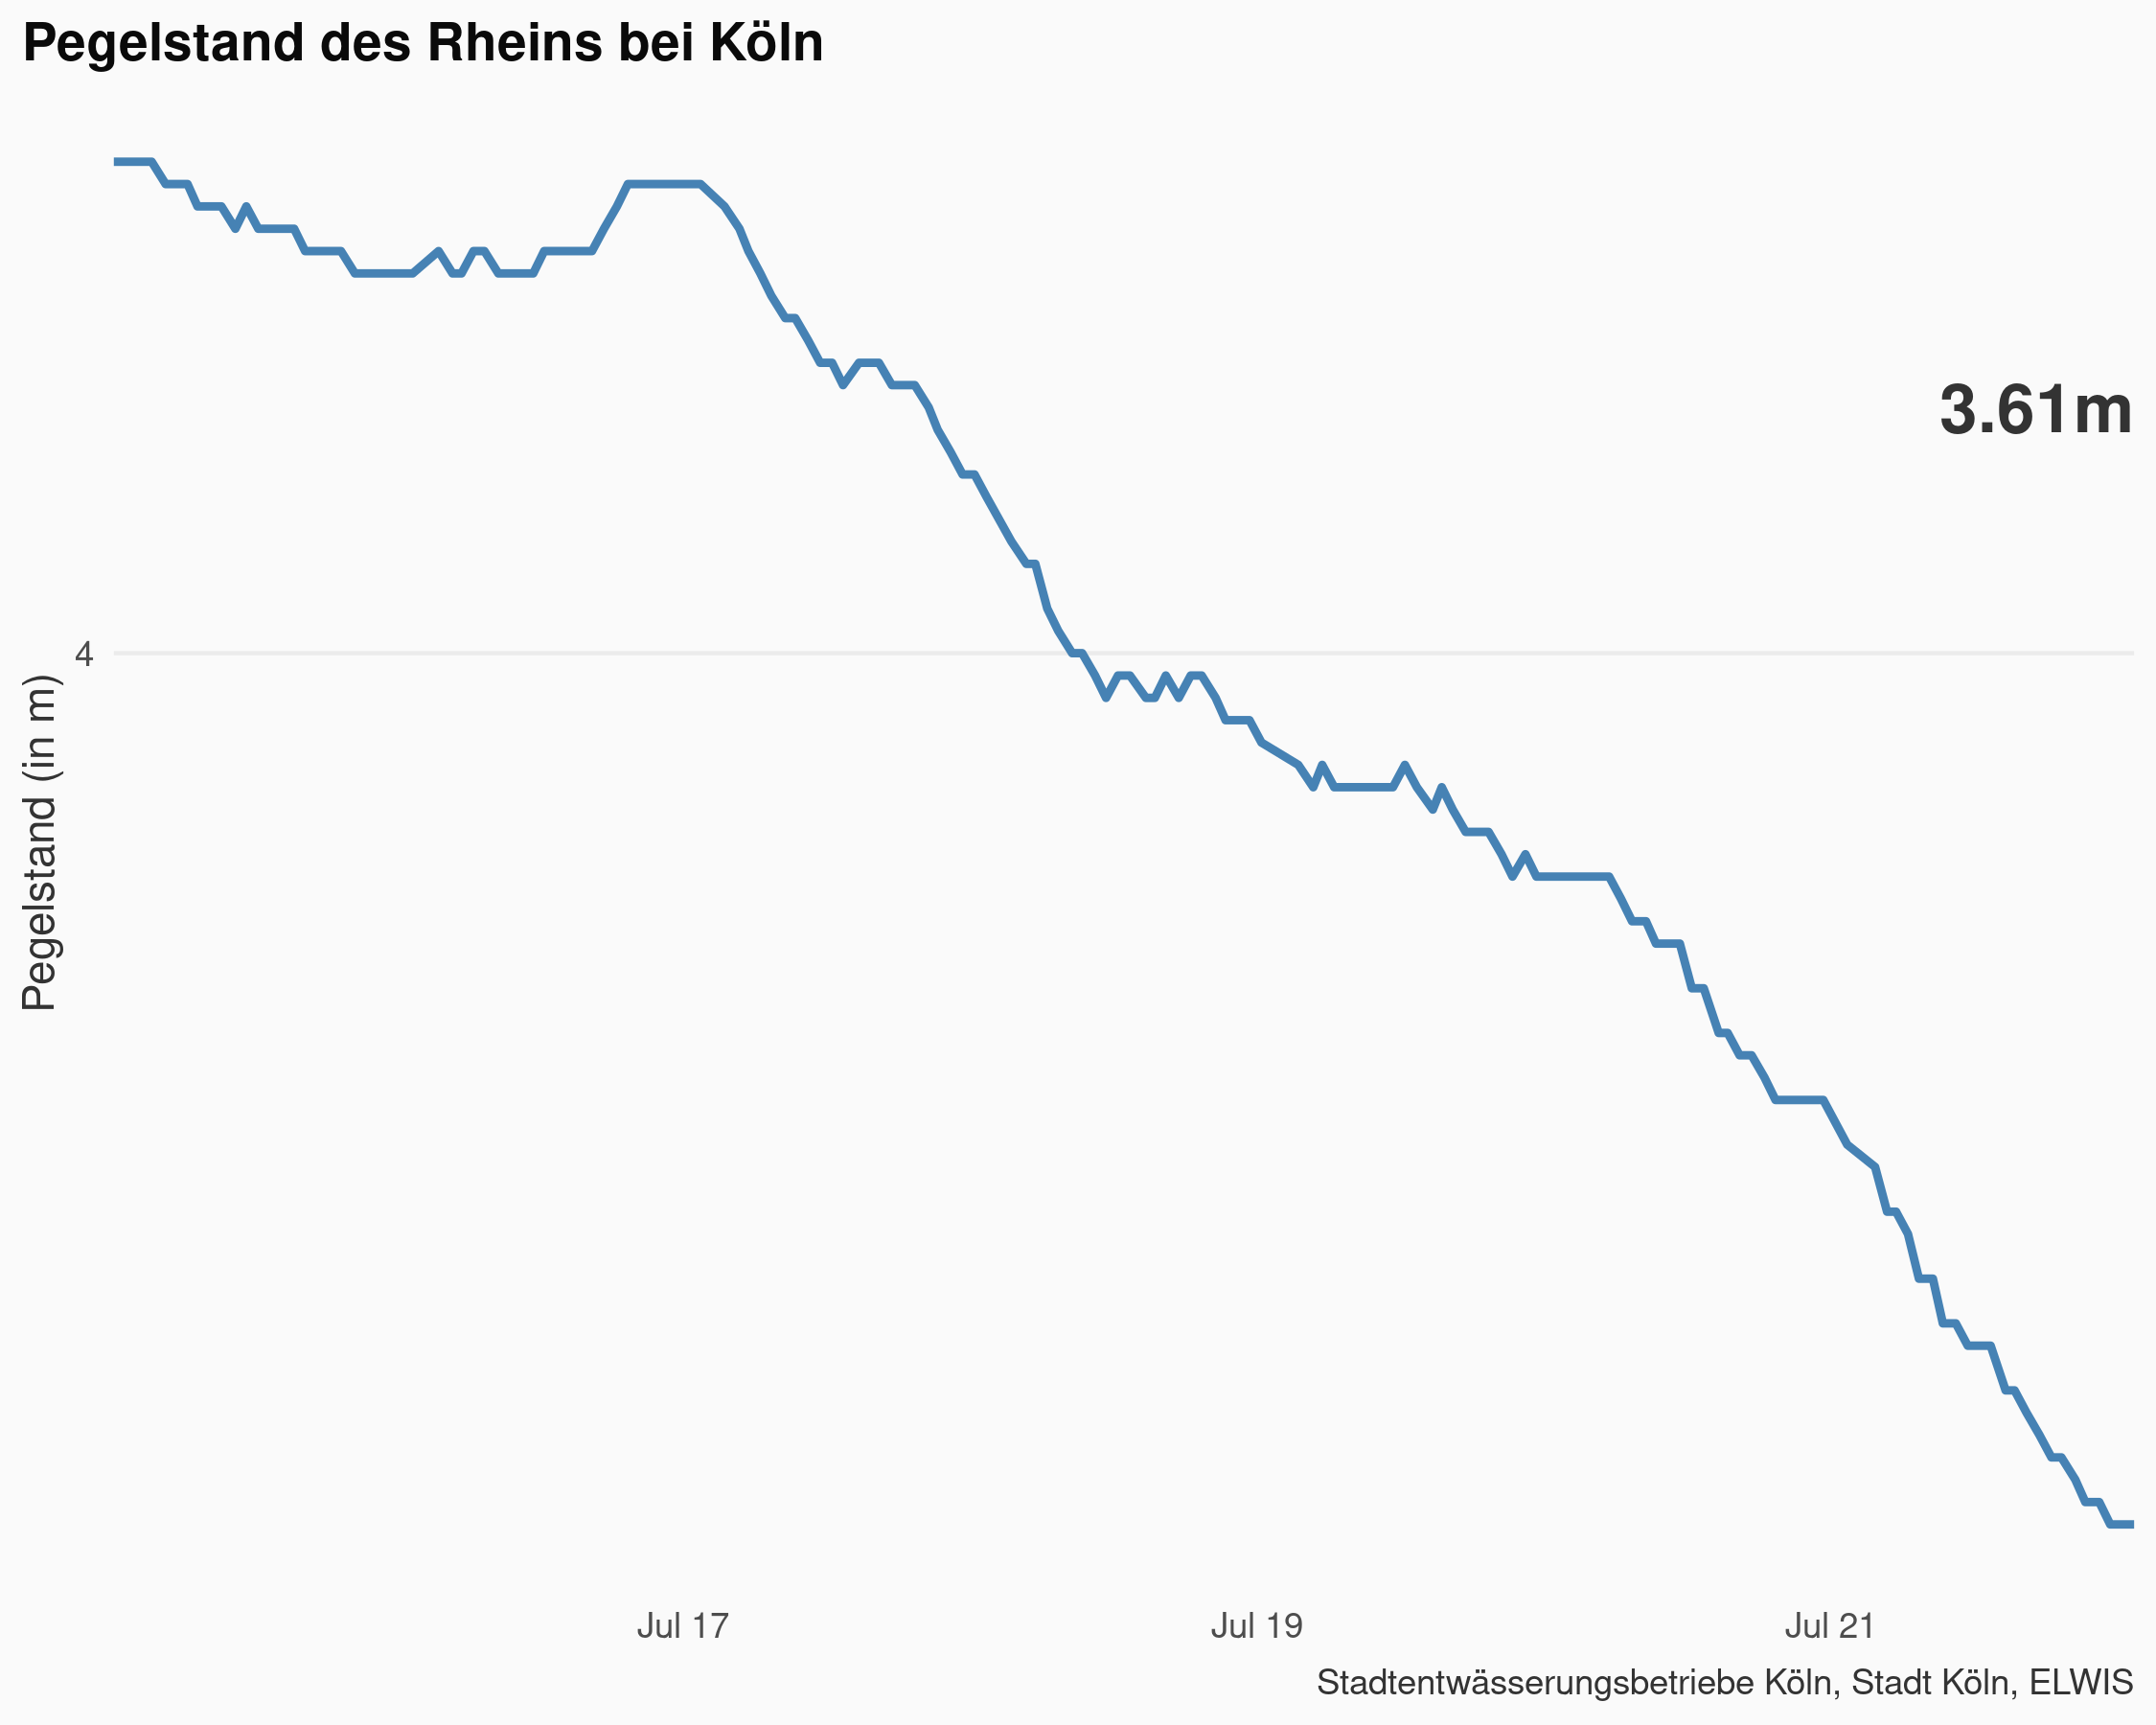 Pegelstand des Rheins bei Köln
3.61m
4
Pegelstand (in m)
Jul 17
Jul 19
Jul 21
Stadtentwässerungsbetriebe Köln, Stadt Köln, ELWIS